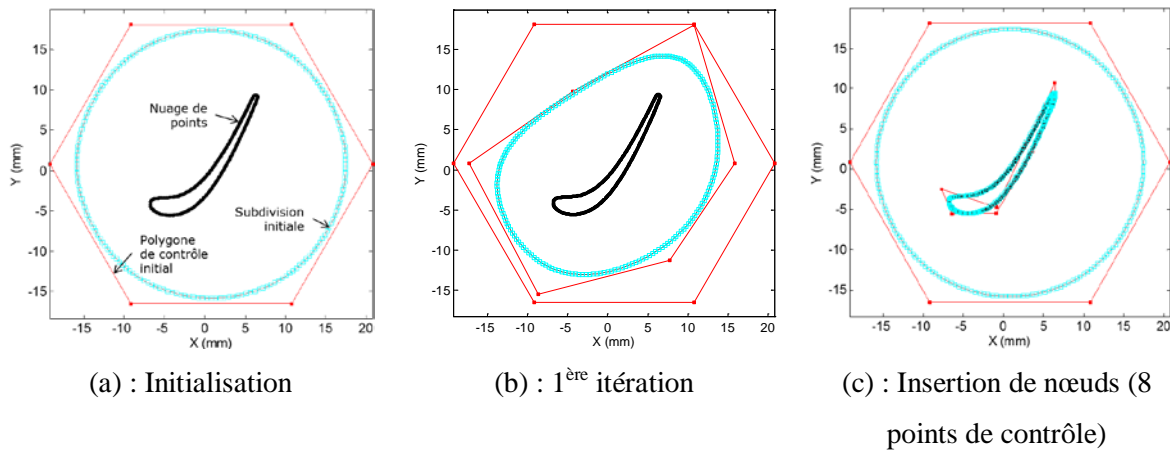 15
10
5
0
-5
-10
-15
Y (mm)
-15 -10 -5 0 5 10 15 20
X (mm)
Nuage de
points
Subdivision
initiale
Polygone
de contrôle
initial
15
10
5
0
-5
-10
-15
Y (mm)
-15 -10 -5 0 5 10 15 20
X (mm)
15
10
5
0
-5
-10
-15
Y (mm)
-15 -10 -5 0 5 10 15 20
X (mm)
(a) : Initialisation
(b) : 1ère itération
(c) : Insertion de nœuds (8
points de contrôle)